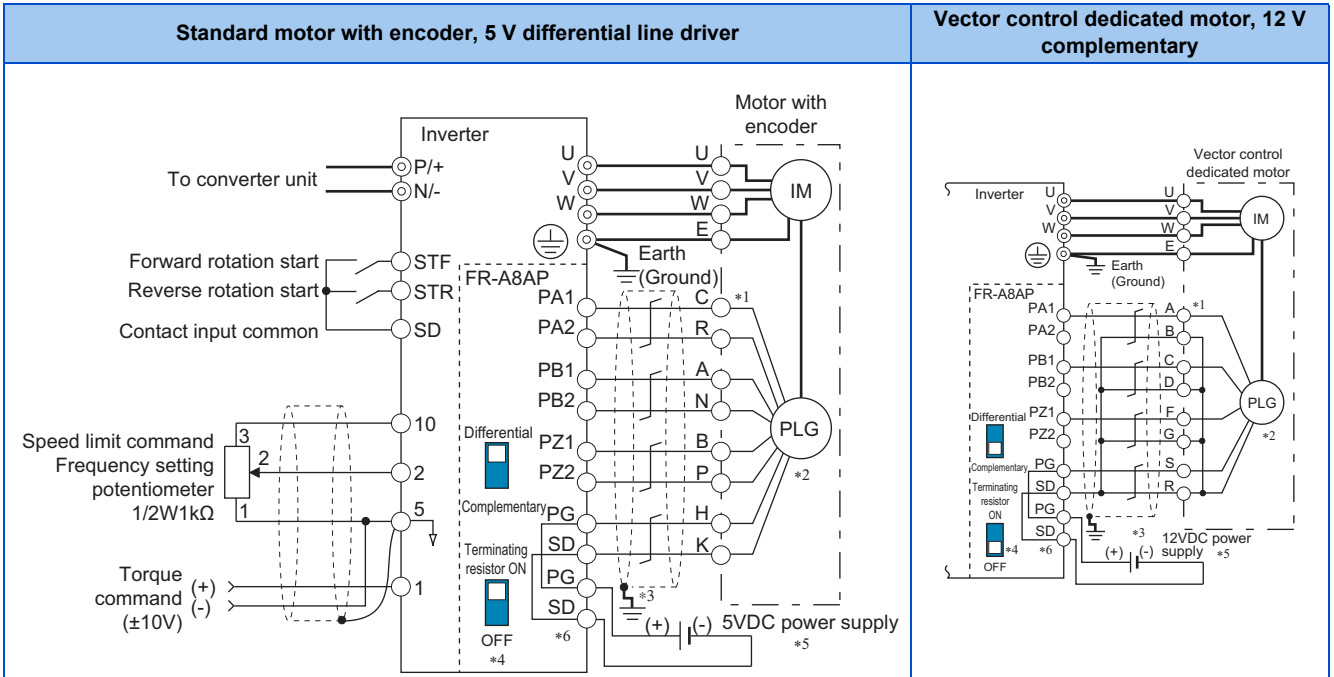 Standard motor with encoder, 5 V differential line driver
Vector control dedicated motor, 12 V
complementary
Motor with
encoder
Inverter
P/+
N/-
To converter unit
U
V
W
U
V
W
E
IM
Earth
(Ground)
Forward rotation start
STF
Reverse rotation start
STR
Contact input common
SD
FR-A8AP
PA1
C
*1
PA2
R
PB1
A
PB2
N
PZ1
B
PZ2
P
PLG
*2
Differential
Complementary
PG
H
SD
K
PG
SD
*3
*6
Terminating
resistor ON
OFF
*4
(+)
(-)
5VDC power supply
*5
Speed limit command
Frequency setting
potentiometer
1/2W1kΩ
3
2
1
10
2
5
1
Torque
command
(±10V)
(+)
(-)
Vector control
dedicated motor
Inverter
U
V
W
U
V
W
E
IM
Earth
(Ground)
FR-A8AP
PA1
A
*1
PA2
B
PB1
C
PB2
D
PZ1
F
PZ2
G
PLG
*2
Differential
Complementary
PG
S
SD
R
PG
SD
*3
*6
Terminating
resistor
ON
*4
OFF
(+)
(-)
12VDC power
supply
*5